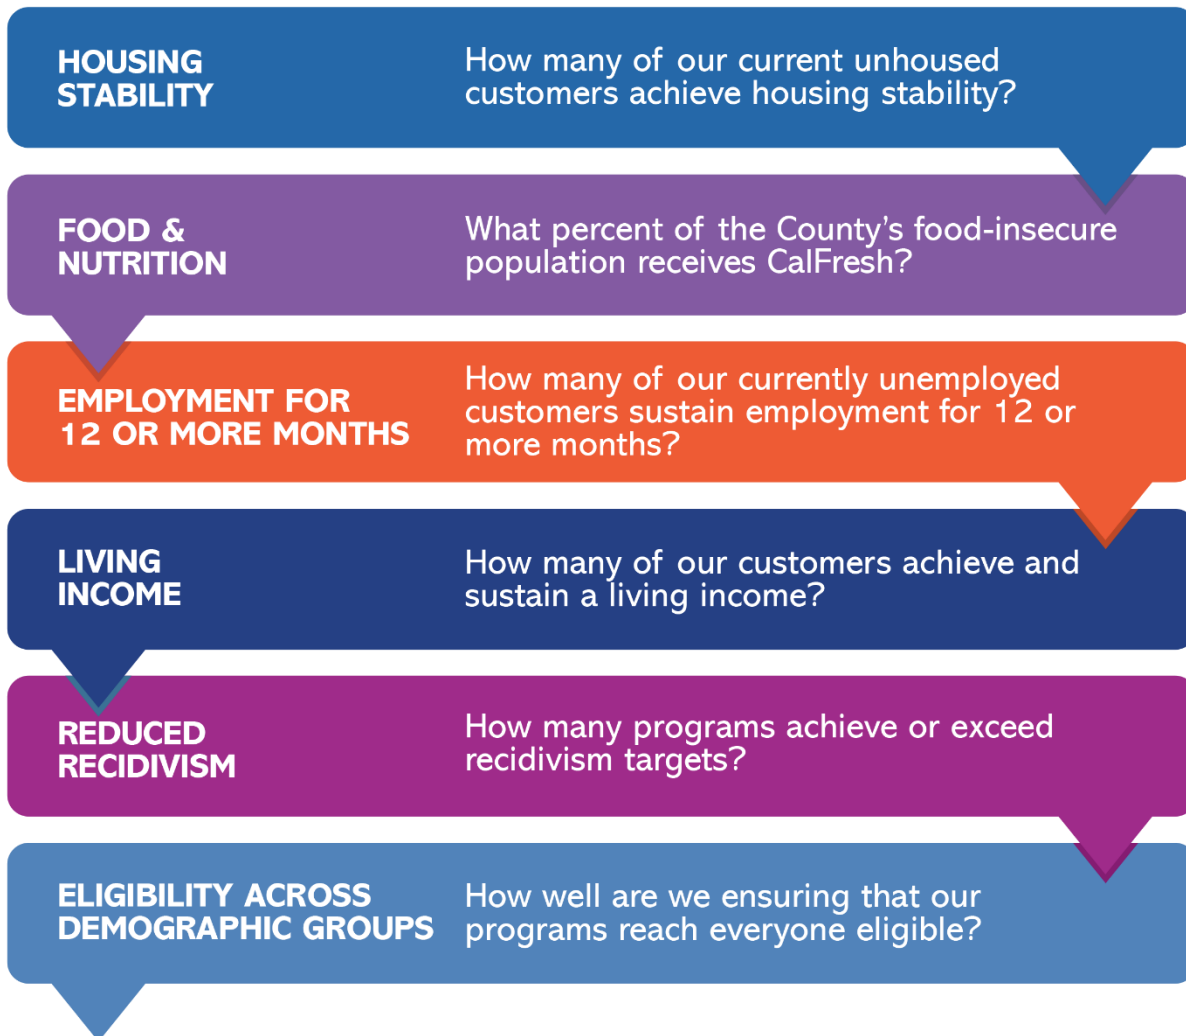 HOUSING
STABILITY
How many of our current unhoused
customers achieve housing stability?
FOOD &
NUTRITION
What percent of the County's food-insecure
population receives CalFresh?
EMPLOYMENT FOR
12 OR MORE MONTHS
How many of our currently unemployed
customers sustain employment for 12 or
more months?
LIVING
INCOME
How many of our customers achieve and
sustain a living income?
REDUCED
RECIDIVISM
How many programs achieve or exceed
recidivism targets?
ELIGIBILITY ACROSS
DEMOGRAPHIC GROUPS
How well are we ensuring that our
programs reach everyone eligible?